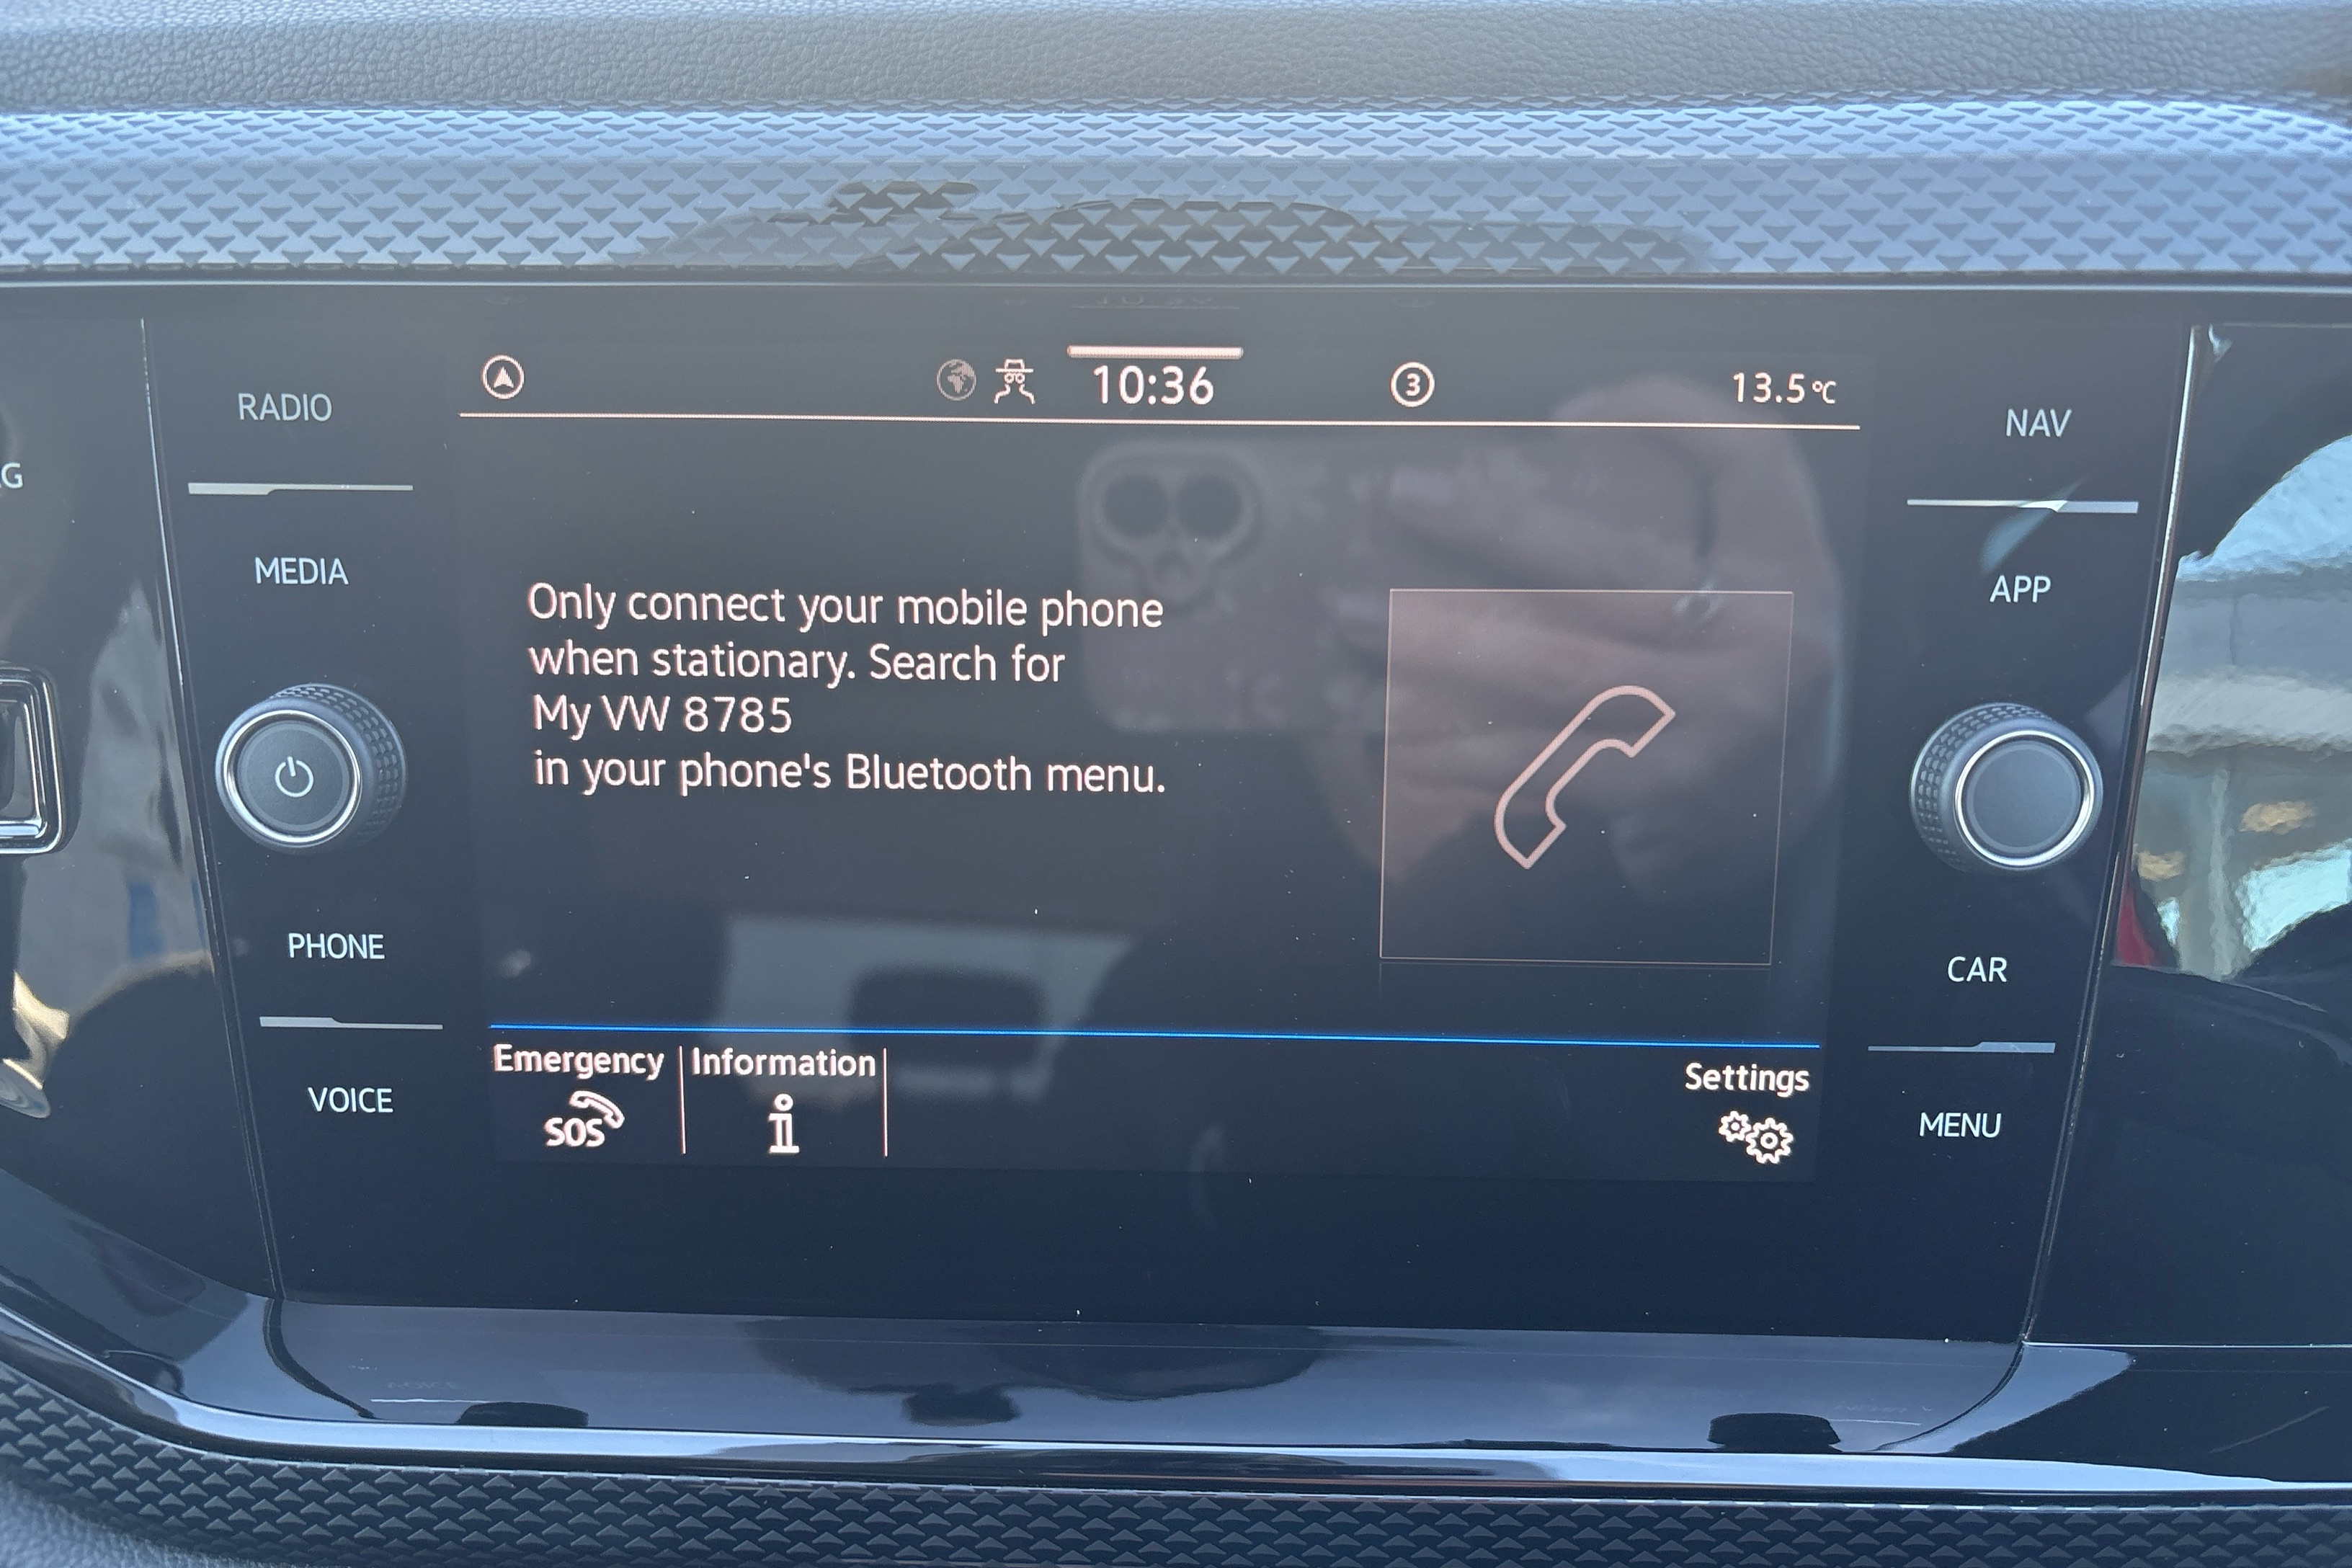 10:36
3
13.5°C
RADIO
MEDIA
PHONE
VOICE
Only connect your mobile phone
when stationary. Search for
My VW 8785
in your phone's Bluetooth menu.
Emergency
SOS
Information
i
Settings
NAV
APP
CAR
MENU